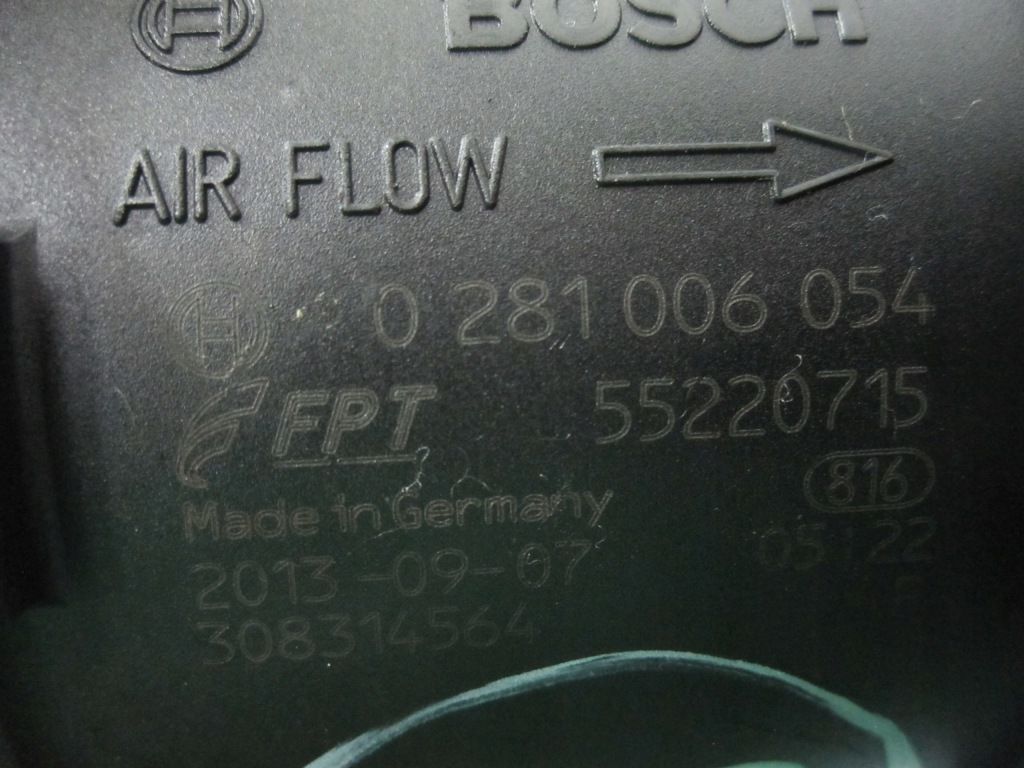 BOSCH
AIR FLOW
0 281 006 054
FPT 55220715
816
Made in Germany
05:22
2013-09-07
308314564